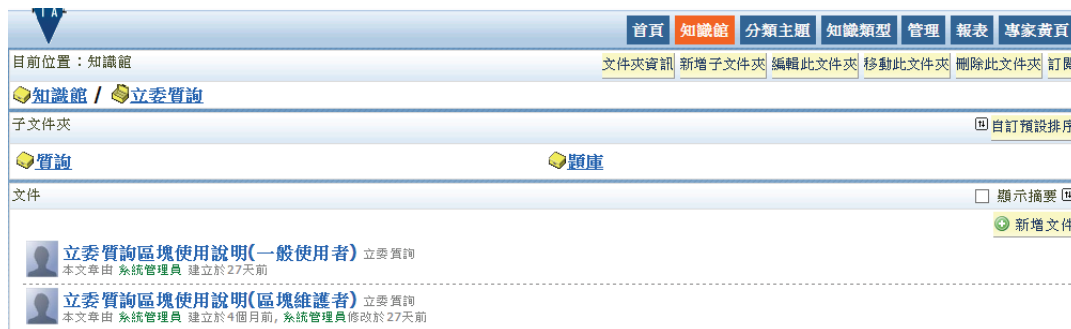 首頁 知識館 分類主題 知識類型 管理 報表 專家黃頁
目前位置：知識館 文件夾資訊 新增子文件夾 編輯此文件夾 移動此文件夾 刪除此文件夾 訂閱
知識館 / 立委質詢
子文件夾 自訂預設排序
質詢 題庫
文件 顯示摘要
新增文件
立委質詢區塊使用說明(一般使用者) 立委質詢
本文章由 系統管理員 建立於27天前
立委質詢區塊使用說明(區塊維護者) 立委質詢
本文章由 系統管理員 建立於4個月前, 系統管理員修改於27天前